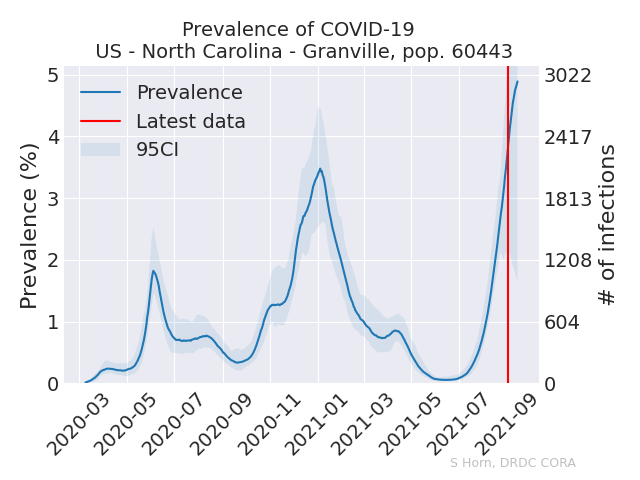 Prevalence of COVID-19
US - North Carolina - Granville, pop. 60443
Prevalence
Latest data
95CI
Prevalence (%)
5
4
3
2
1
0
3022
2417
1813
1208
604
0
# of infections
2020-03
2020-05
2020-07
2020-09
2020-11
2021-01
2021-03
2021-05
2021-07
2021-09
S Horn, DRDC CORA